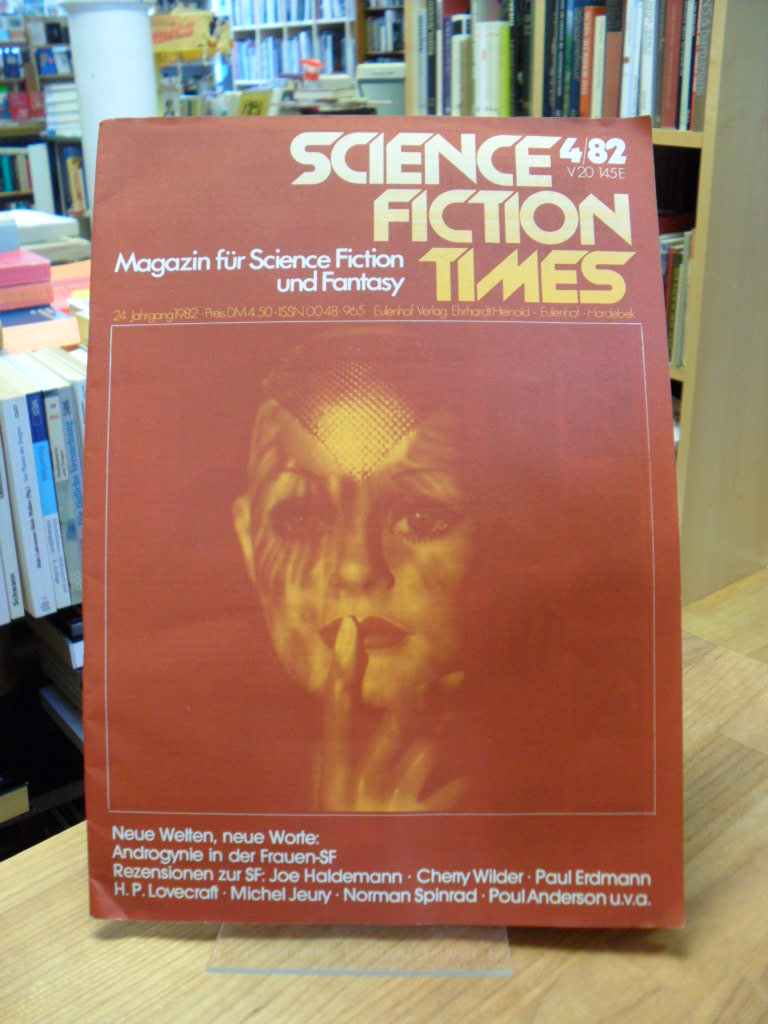 SCIENCE 4/82
V 20 145 E
FICTION
TIMES
Magazin für Science Fiction
und Fantasy
24 Jahrgang 1982 · Preis DM 4.50 · ISSN 0048-965 Eulenhof Verlag Ehrhardt Heinold · Eulenhof · Hardebek
Neue Welten, neue Worte:
Androgynie in der Frauen-SF
Rezensionen zur SF: Joe Haldemann · Cherry Wilder · Paul Erdmann
H. P. Lovecraft · Michel Jeury · Norman Spinrad · Poul Anderson u.v.a.